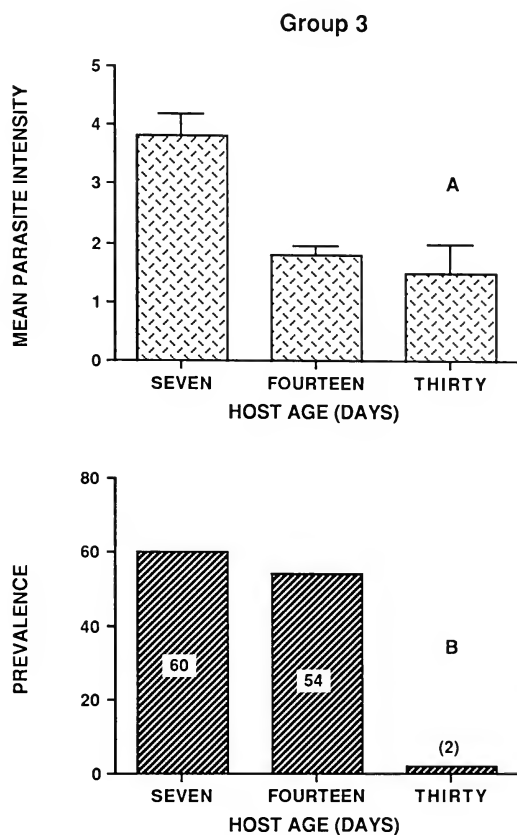 Group 3
MEAN PARASITE INTENSITY
5
4
3
2
1
0
A
SEVEN FOURTEEN THIRTY
HOST AGE (DAYS)
PREVALENCE
80
60
40
20
0
60
54
B
(2)
SEVEN FOURTEEN THIRTY
HOST AGE (DAYS)